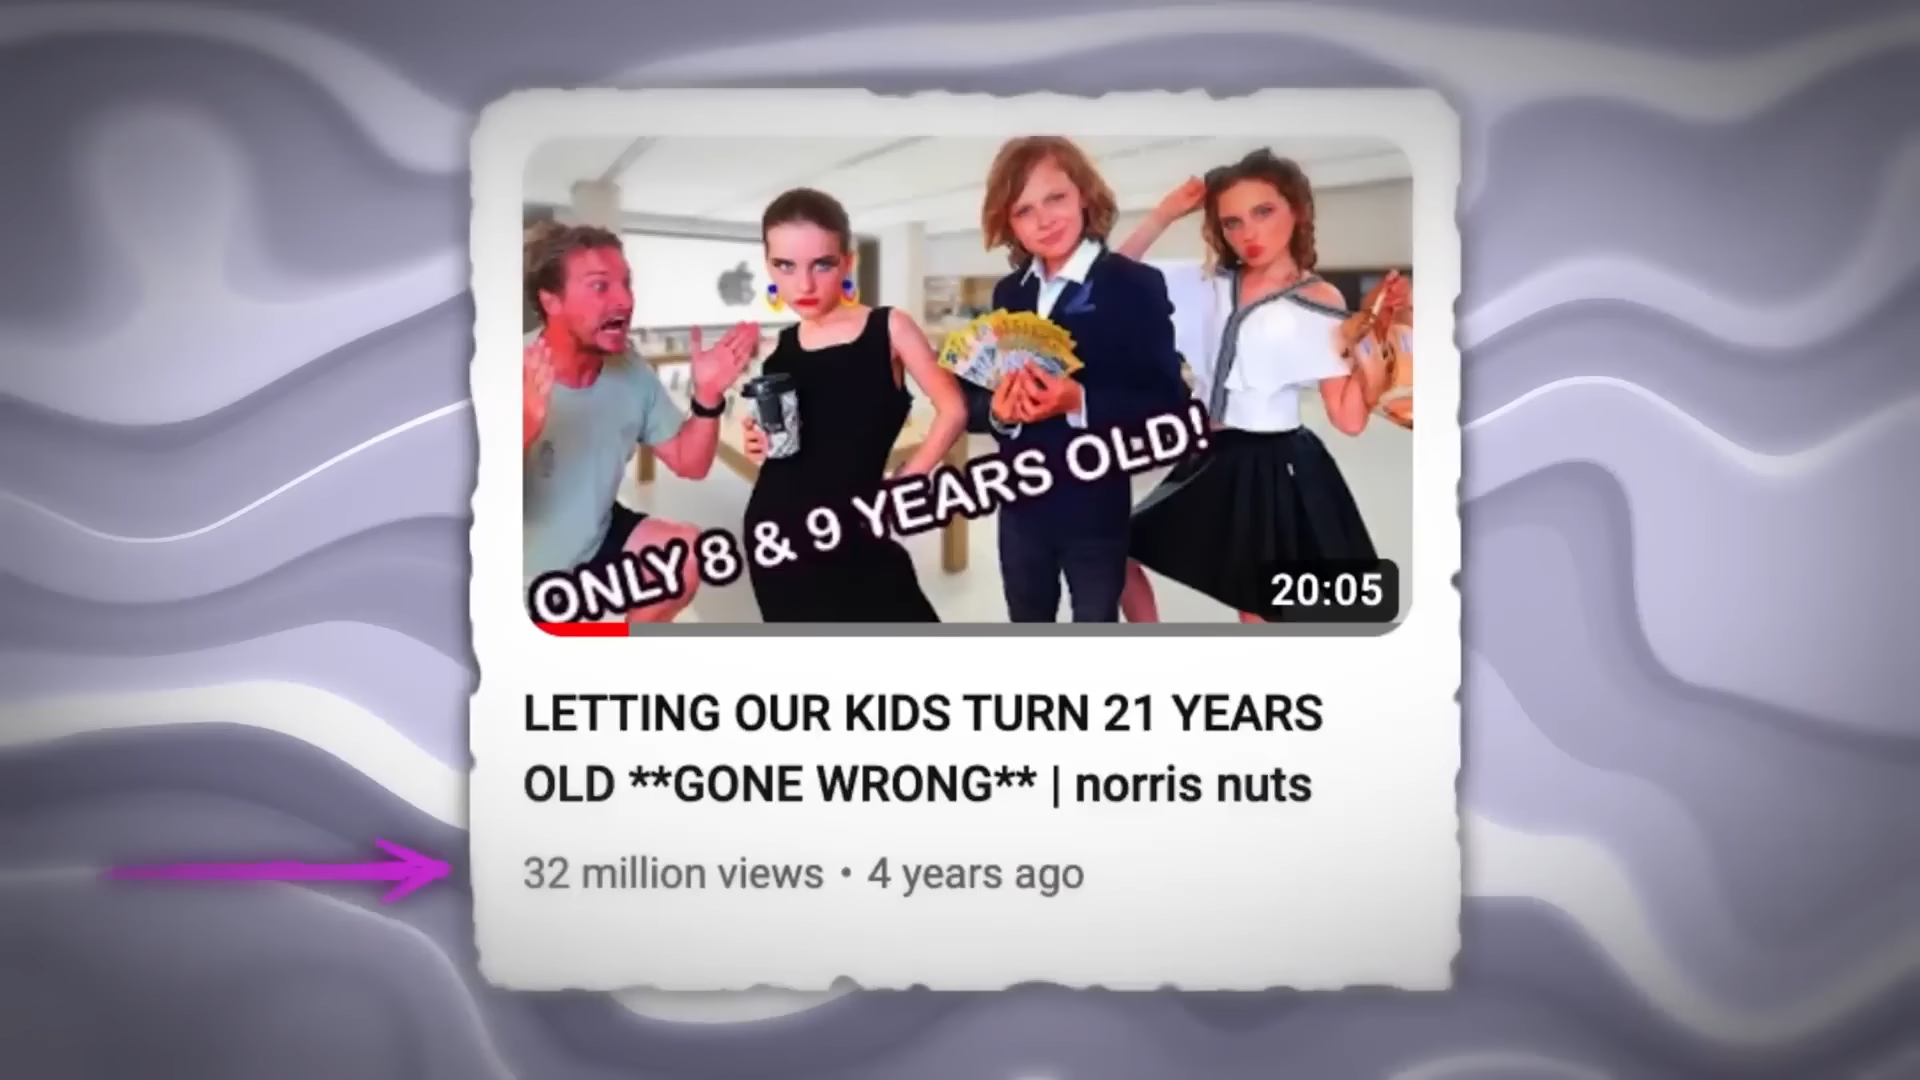 ONLY 8 & 9 YEARS OLD!
20:05
LETTING OUR KIDS TURN 21 YEARS
OLD **GONE WRONG** | norris nuts
32 million views • 4 years ago